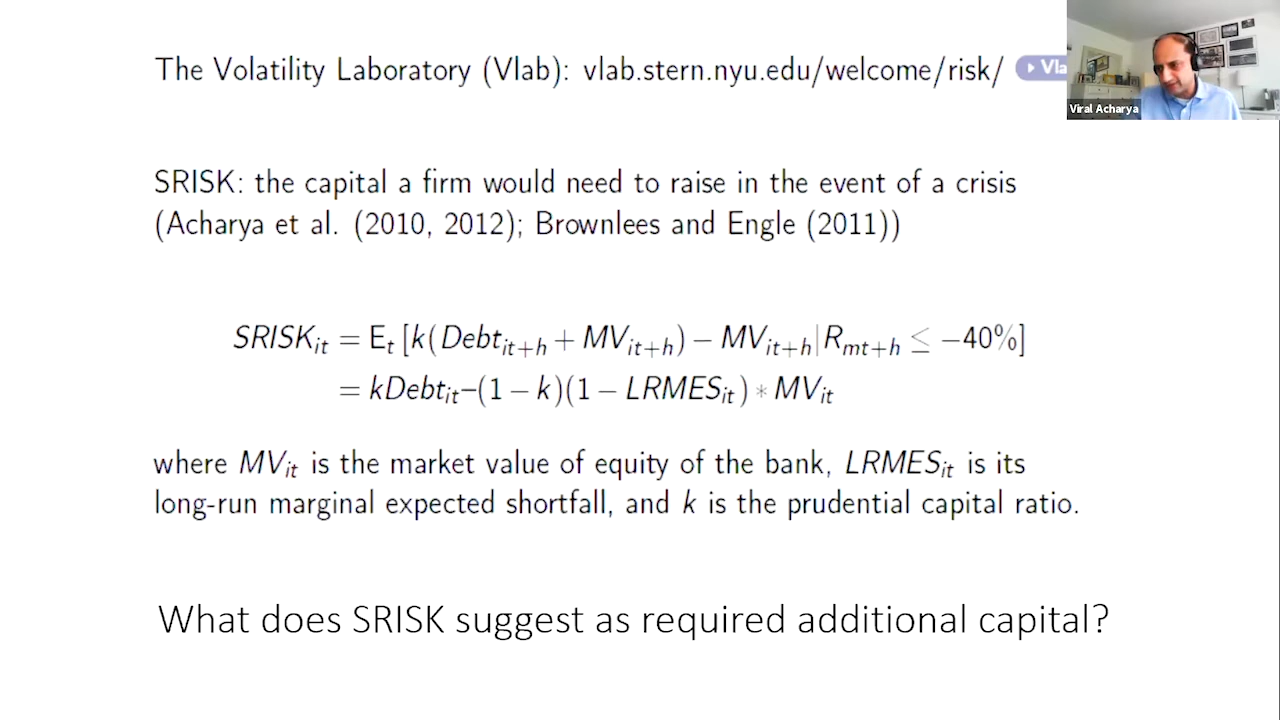 The Volatility Laboratory (Vlab): vlab.stern.nyu.edu/welcome/risk/ Vla
Viral Acharya
SRISK: the capital a firm would need to raise in the event of a crisis
(Acharya et al. (2010, 2012); Brownlees and Engle (2011))
SRISK_it = E_t [k(Debt_it+h + MV_it+h) − MV_it+h | R_mt+h ≤ −40%]
= kDebt_it–(1 − k)(1 − LRMES_it) * MV_it
where MV_it is the market value of equity of the bank, LRMES_it is its
long-run marginal expected shortfall, and k is the prudential capital ratio.
What does SRISK suggest as required additional capital?